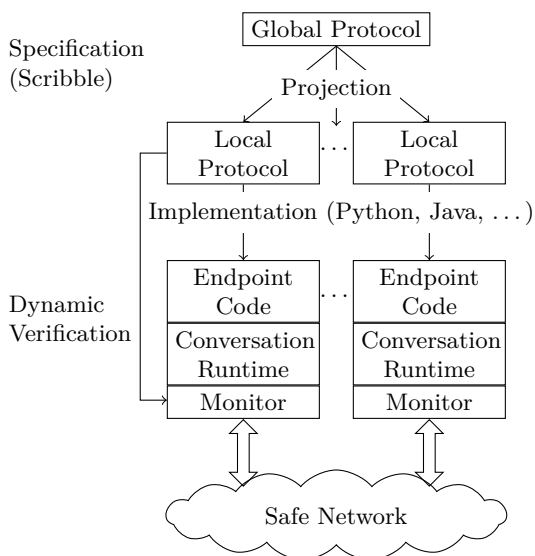 Global Protocol
Specification
(Scribble)
Projection
Local
Protocol
...
Local
Protocol
Implementation (Python, Java, ...)
Endpoint
Code
...
Endpoint
Code
Dynamic
Verification
Conversation
Runtime
Conversation
Runtime
Monitor
Monitor
Safe Network